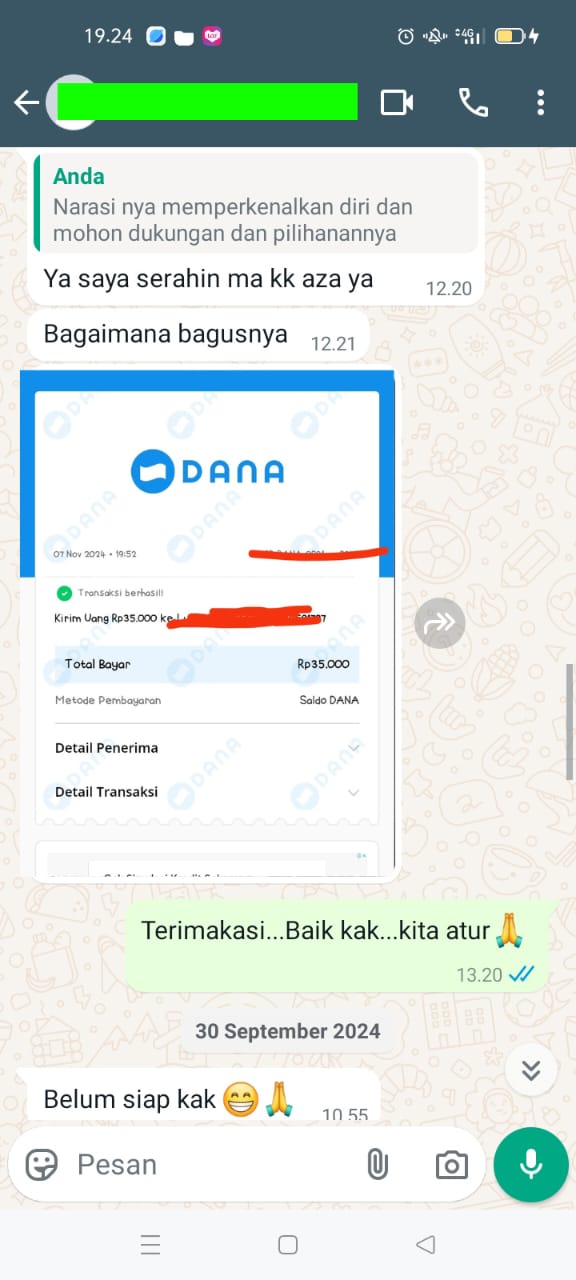 19.24
4G
Anda
Narasi nya memperkenalkan diri dan
mohon dukungan dan pilihanannya
Ya saya serahin ma kk aza ya 12.20
Bagaimana bagusnya 12.21
DANA
07 Nov 2024 • 19:52
Transaksi berhasil!
Kirim Uang Rp35.000 ke
Total Bayar Rp35.000
Metode Pembayaran Saldo DANA
Detail Penerima
Detail Transaksi
Terimakasi...Baik kak...kita atur🙏
13.20
30 September 2024
Belum siap kak 😁🙏 10.55
Pesan